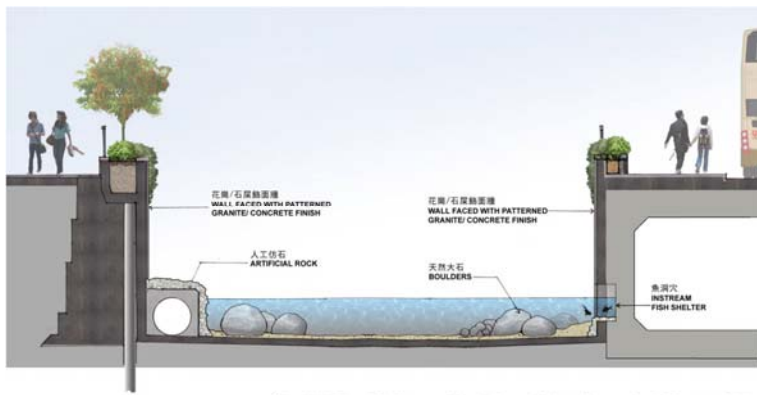 花崗/石屎飾面牆
WALL FACED WITH PATTERNED
GRANITE/ CONCRETE FINISH
花崗/石屎飾面牆
WALL FACED WITH PATTERNED
GRANITE/ CONCRETE FINISH
人工仿石
ARTIFICIAL ROCK
天然大石
BOULDERS
魚洞穴
INSTREAM
FISH SHELTER